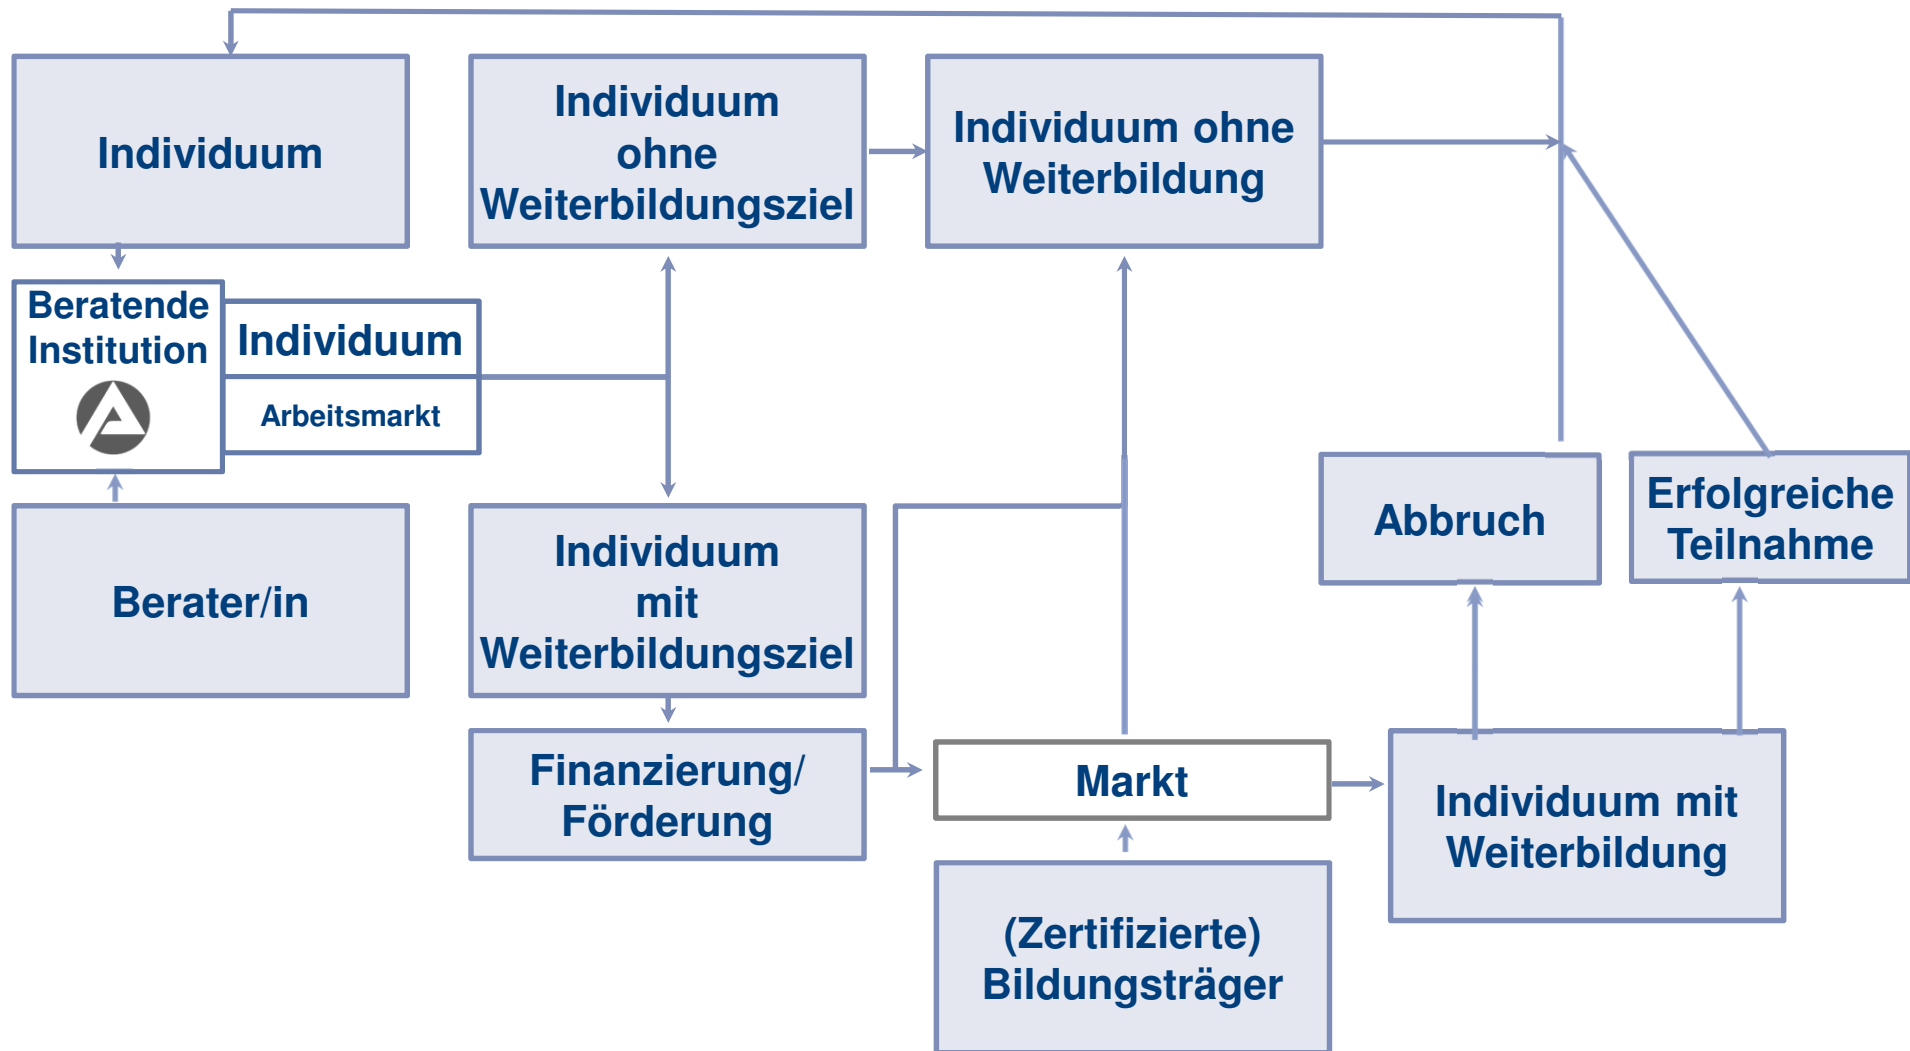 Individuum
Individuum
ohne
Weiterbildungsziel
Individuum ohne
Weiterbildung
Beratende
Institution
Individuum
Arbeitsmarkt
Berater/in
Individuum
mit
Weiterbildungsziel
Abbruch
Erfolgreiche
Teilnahme
Finanzierung/
Förderung
Markt
Individuum mit
Weiterbildung
(Zertifizierte)
Bildungsträger